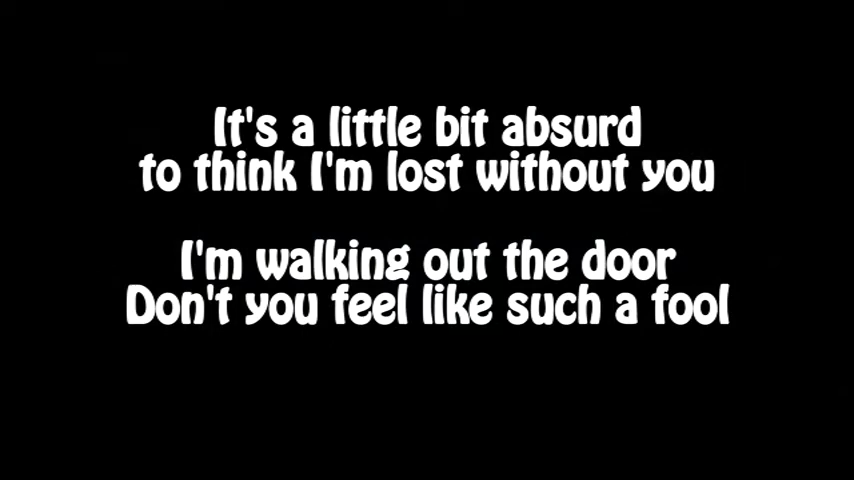 It's a little bit absurd
to think I'm lost without you
I'm walking out the door
Don't you feel like such a fool